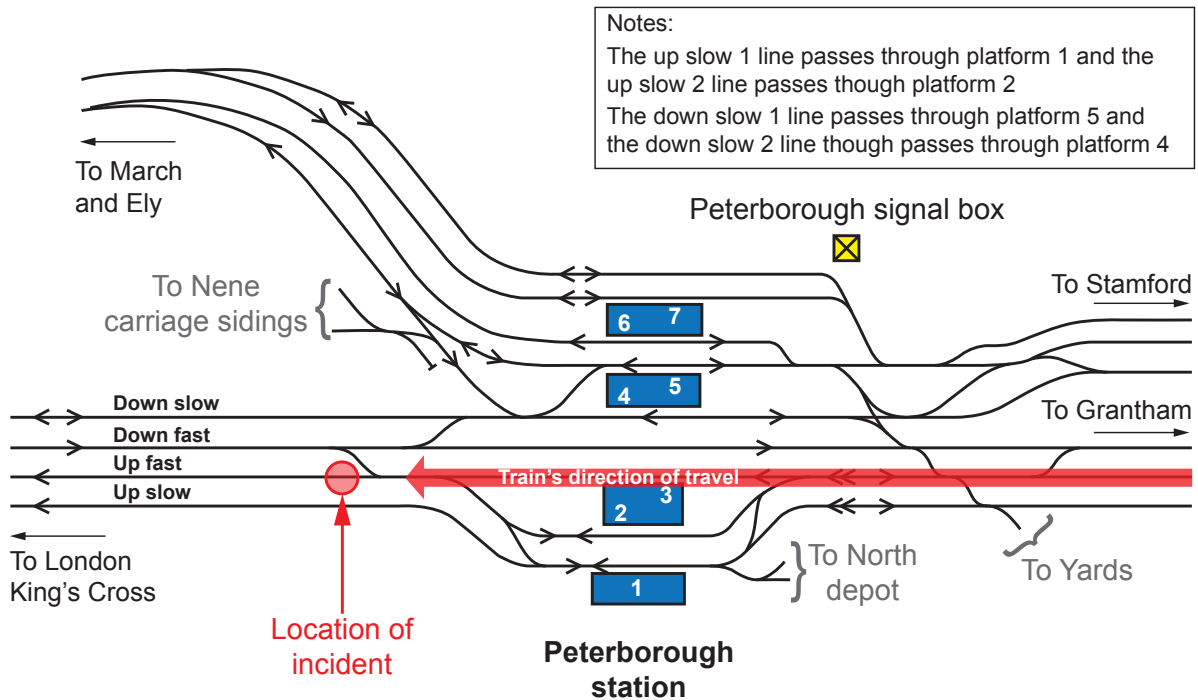 Notes:
The up slow 1 line passes through platform 1 and the
up slow 2 line passes though platform 2
The down slow 1 line passes through platform 5 and
the down slow 2 line though passes through platform 4
To March
and Ely
Peterborough signal box
To Nene
carriage sidings
To Stamford
6 7
4 5
Down slow
Down fast
Up fast
Up slow
To Grantham
Train's direction of travel
3
2
1
To London
King's Cross
To North
depot
To Yards
Location of
incident
Peterborough
station